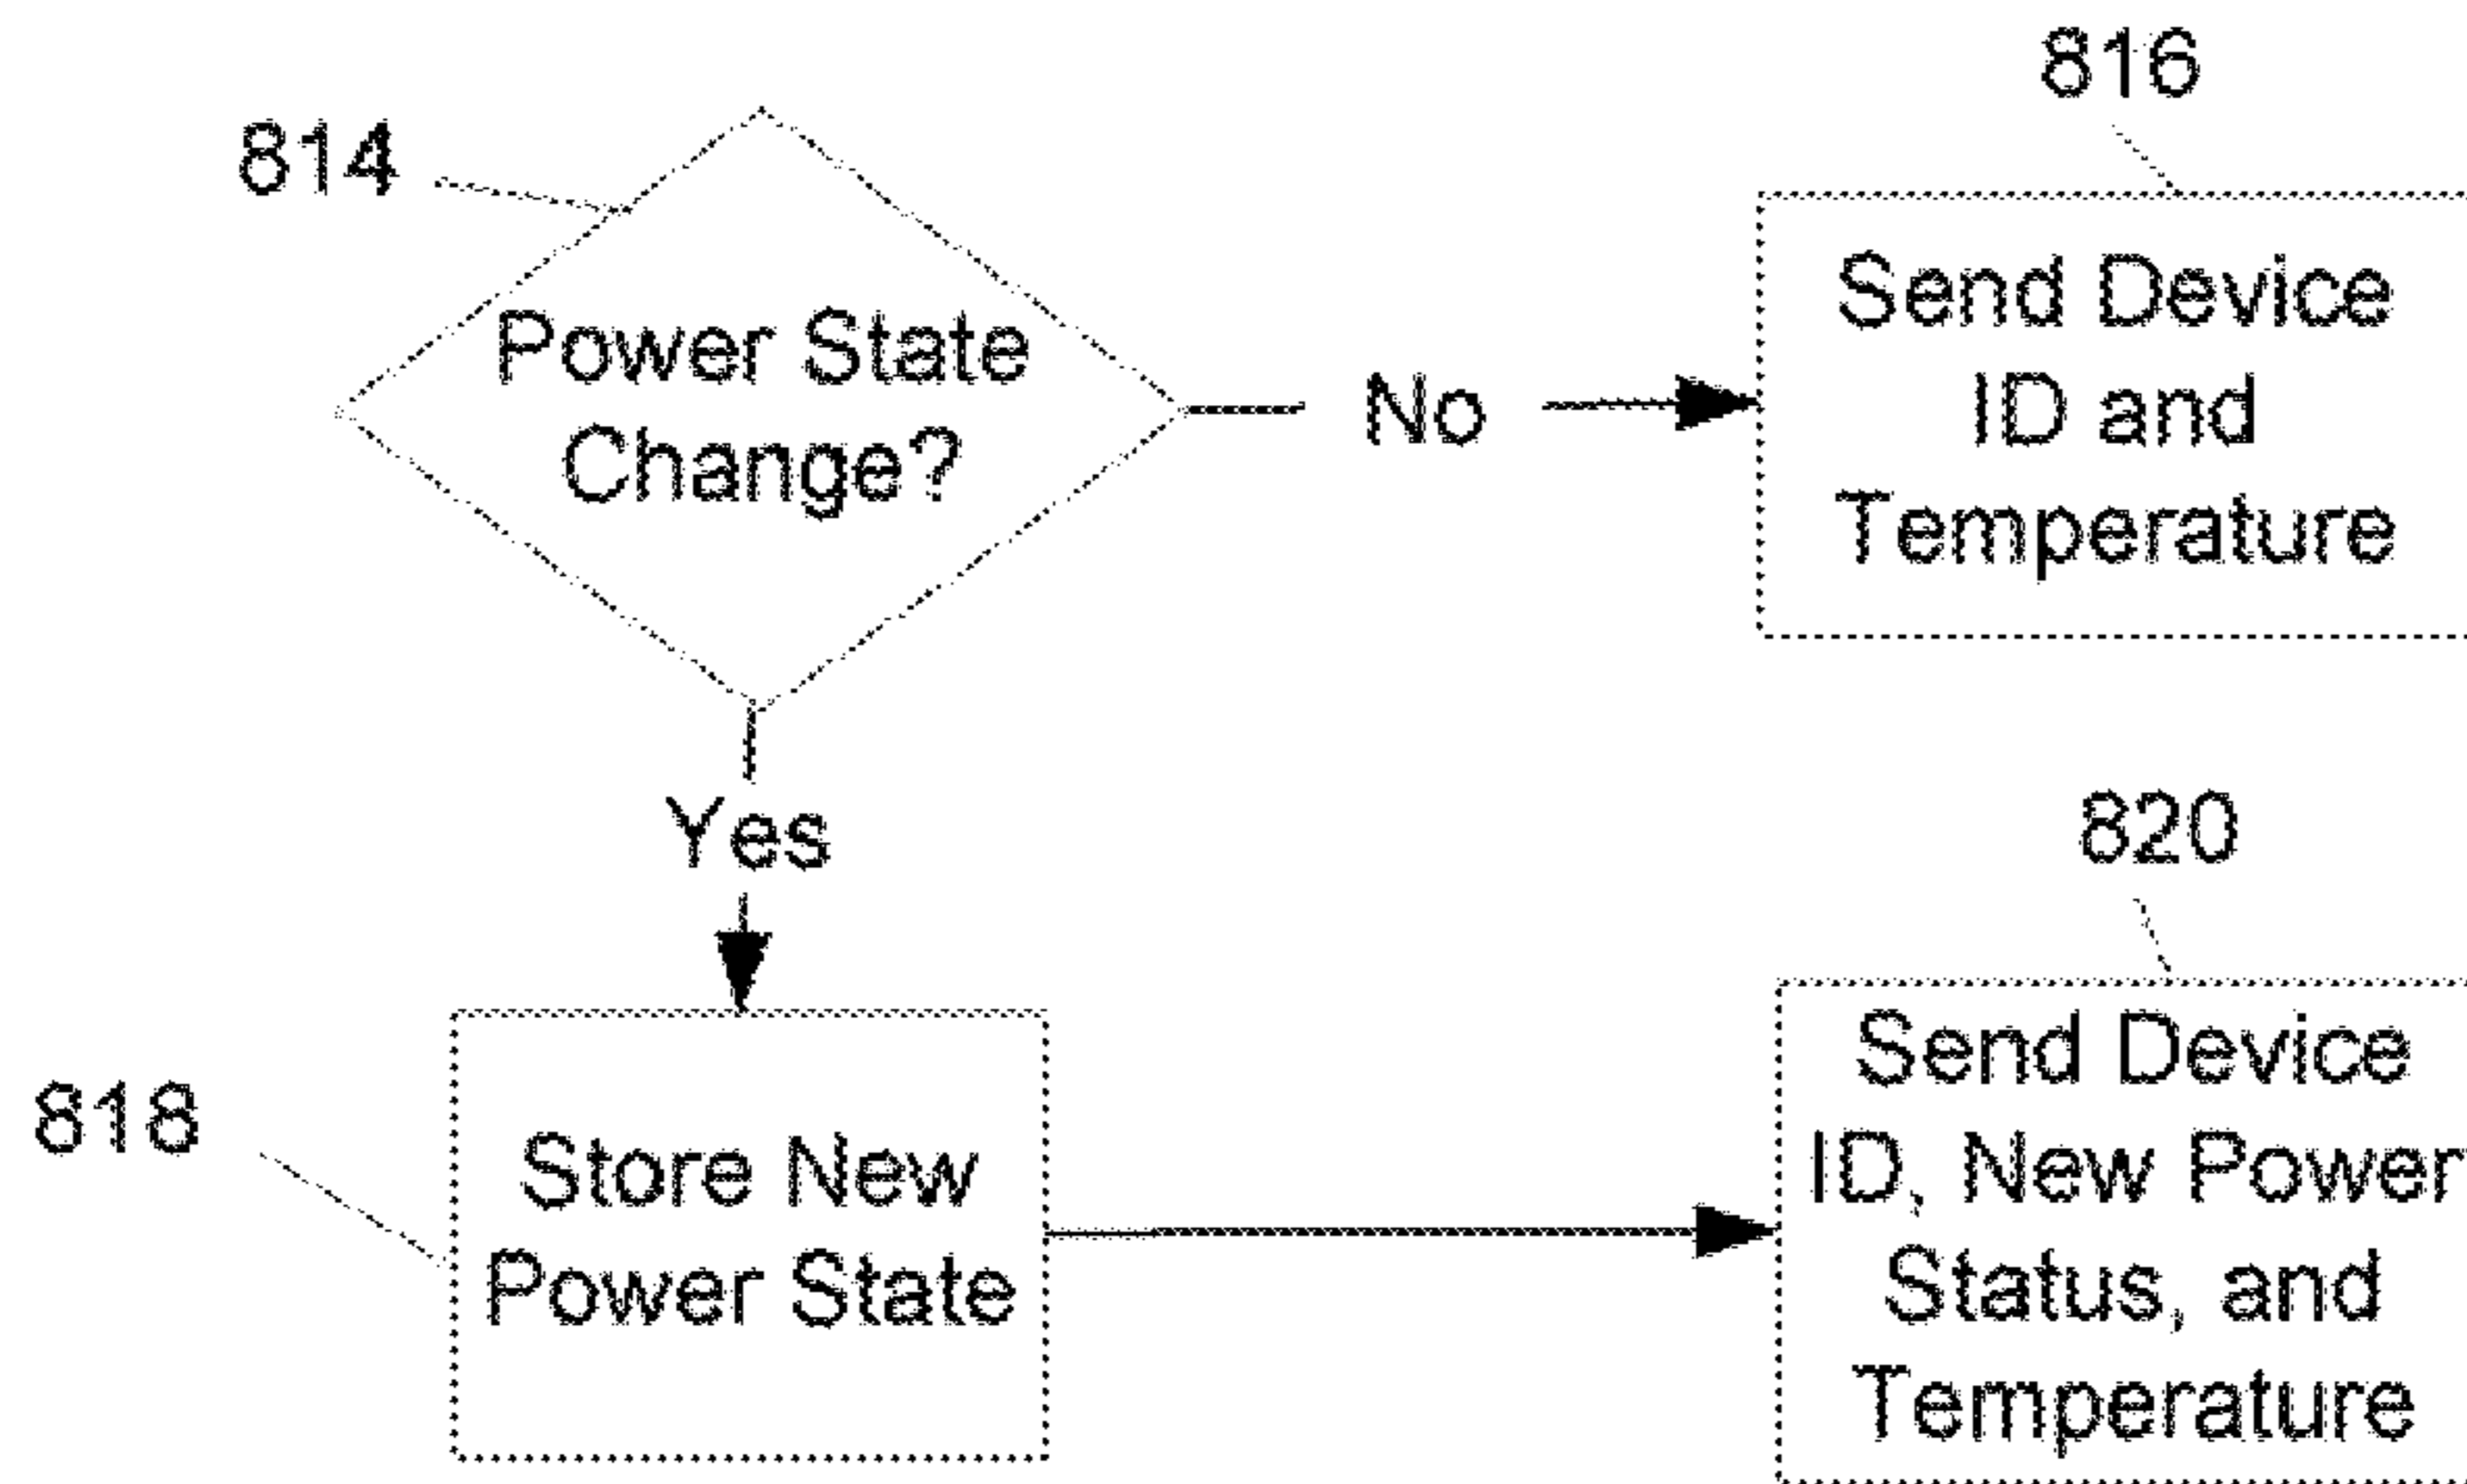 816
814
Send Device
ID and
Temperature
Power State
Change?
No
Yes
820
818
Store New
Power State
Send Device
ID, New Power
Status, and
Temperature